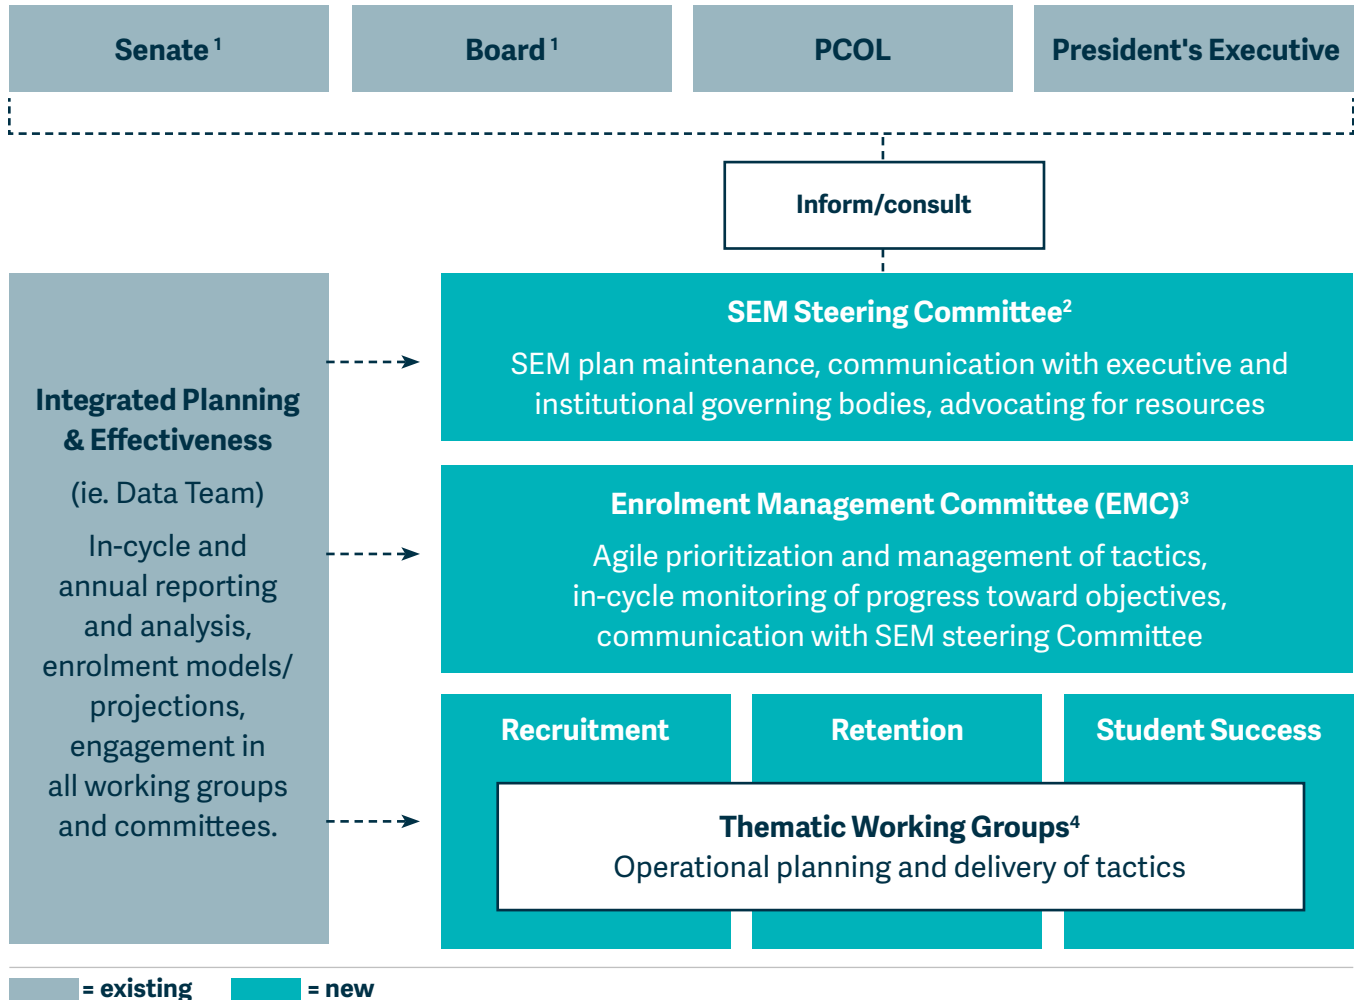 Senate ¹
Board ¹
PCOL
President's Executive
Inform/consult
Integrated Planning
& Effectiveness
(ie. Data Team)
In-cycle and
annual reporting
and analysis,
enrolment models/
projections,
engagement in
all working groups
and committees.
SEM Steering Committee²
SEM plan maintenance, communication with executive and
institutional governing bodies, advocating for resources
Enrolment Management Committee (EMC)³
Agile prioritization and management of tactics,
in-cycle monitoring of progress toward objectives,
communication with SEM steering Committee
Recruitment
Retention
Student Success
Thematic Working Groups⁴
Operational planning and delivery of tactics
= existing
= new